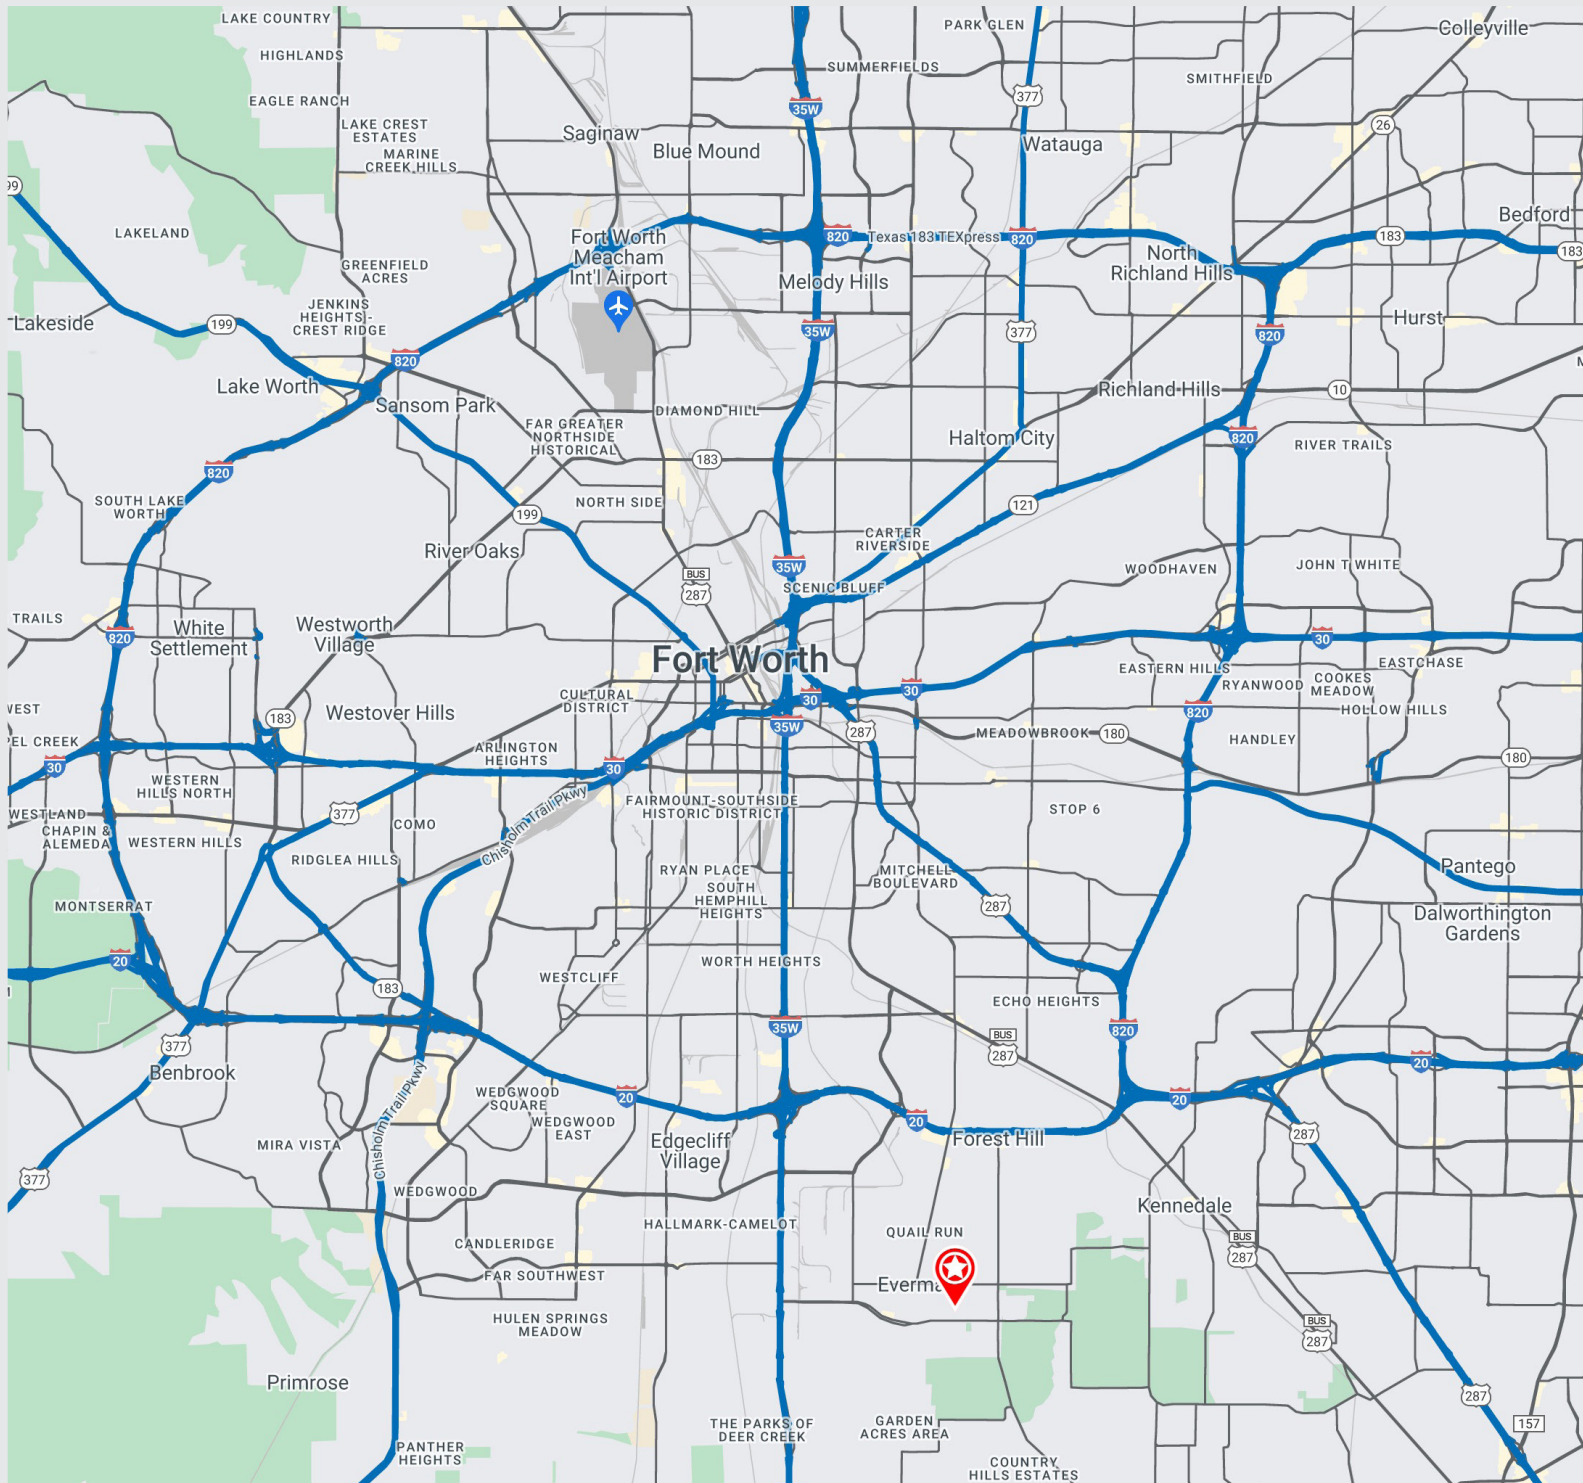 LAKE COUNTRY
PARK GLEN
Colleyville
HIGHLANDS
SUMMERFIELDS
SMITHFIELD
EAGLE RANCH
377
35W
LAKE CREST
ESTATES
Saginaw
26
MARINE
CREEK HILLS
Blue Mound
Watauga
99
Bedford
LAKELAND
Fort Worth
Meacham
Int'l Airport
820
Texas 183 TEXpress
820
183
183
GREENFIELD
ACRES
North
Richland Hills
Melody Hills
JENKINS
HEIGHTS -
CREST RIDGE
Lakeside
199
35W
377
820
Hurst
820
Lake Worth
Sansom Park
Richland Hills
10
DIAMOND HILL
FAR GREATER
NORTHSIDE
HISTORICAL
Haltom City
820
RIVER TRAILS
183
820
SOUTH LAKE
WORTH
NORTH SIDE
199
121
CARTER
RIVERSIDE
River Oaks
35W
WOODHAVEN
JOHN T WHITE
BUS
287
SCENIC BLUFF
TRAILS
820
White
Settlement
Westworth
Village
30
Fort Worth
EASTERN HILLS
EASTCHASE
RYANWOOD
COOKES
MEADOW
30
30
CULTURAL
DISTRICT
820
HOLLOW HILLS
WEST
183
Westover Hills
35W
287
MEADOWBROOK
180
HANDLEY
PEL CREEK
ARLINGTON
HEIGHTS
180
30
30
WESTERN
HILLS NORTH
FAIRMOUNT-SOUTHSIDE
HISTORIC DISTRICT
STOP 6
377
WESTLAND
COMO
Chisholm Trail Pkwy
CHAPIN &
ALEMEDA
WESTERN HILLS
RIDGLEA HILLS
RYAN PLACE
MITCHELL
BOULEVARD
Pantego
SOUTH
HEMPHILL
HEIGHTS
287
MONTSERRAT
Dalworthington
Gardens
20
WORTH HEIGHTS
WESTCLIFF
183
ECHO HEIGHTS
35W
820
BUS
287
377
Benbrook
20
WEDGWOOD
SQUARE
20
20
Chisholm Trail Pkwy
WEDGWOOD
EAST
20
287
MIRA VISTA
Edgecliff
Village
Forest Hill
377
WEDGWOOD
Kennedale
HALLMARK-CAMELOT
QUAIL RUN
BUS
287
CANDLERIDGE
FAR SOUTHWEST
Everma
HULEN SPRINGS
MEADOW
BUS
287
Primrose
287
THE PARKS OF
DEER CREEK
GARDEN
ACRES AREA
157
PANTHER
HEIGHTS
COUNTRY
HILLS ESTATES